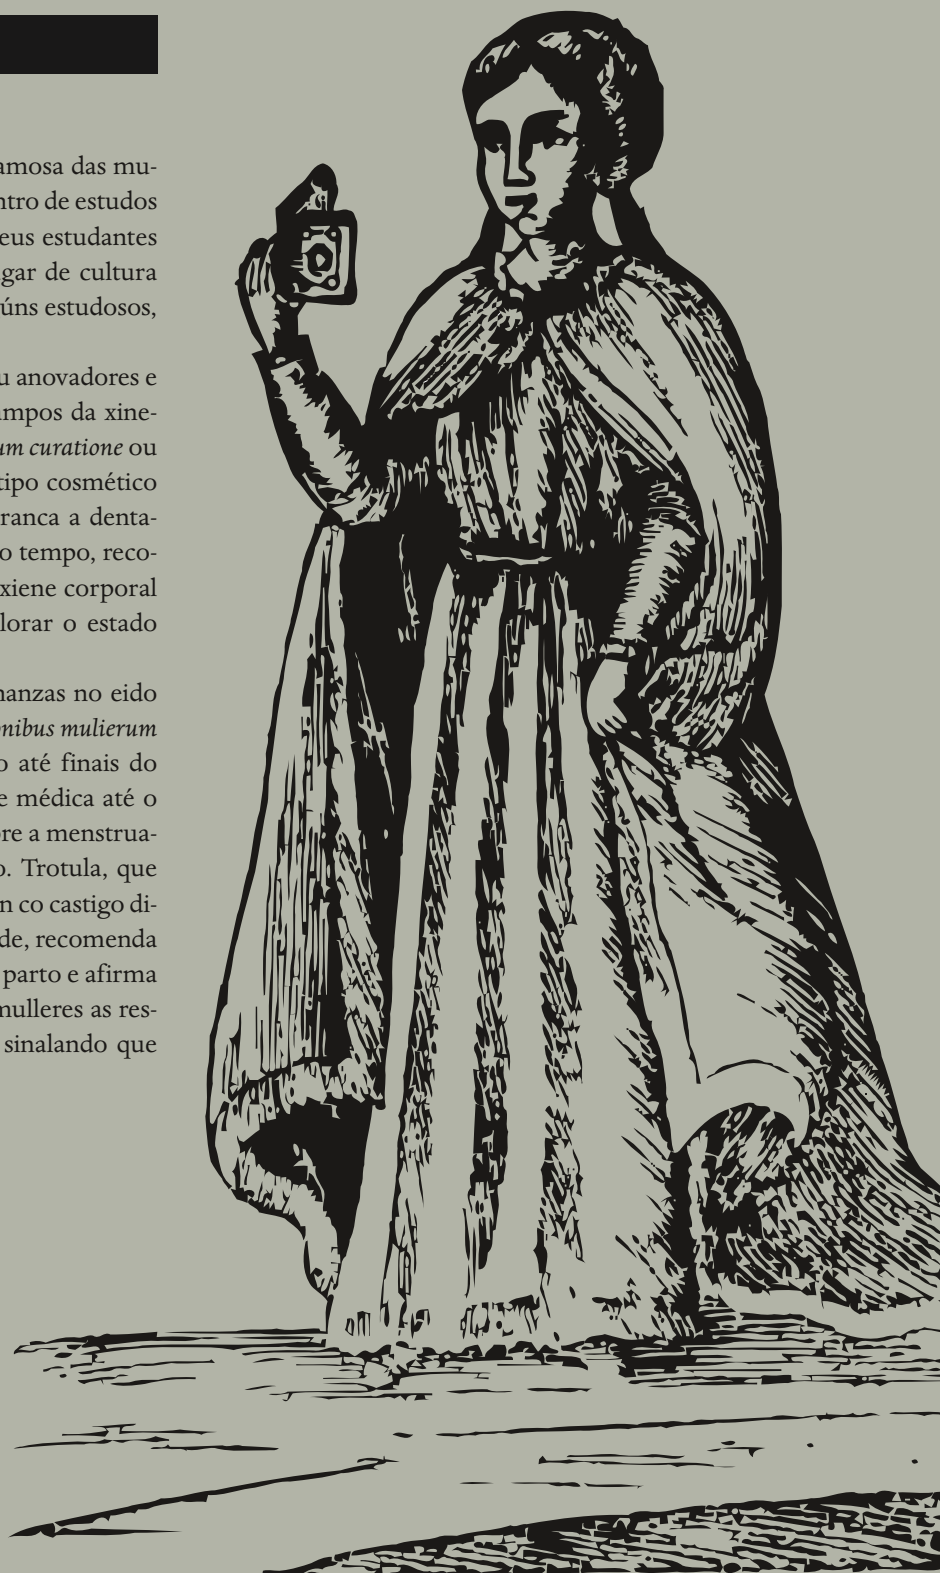 amosa das mu-
ntro de estudos
eus estudantes
gar de cultura
úns estudosos,
u anovadores e
ampos da xine-
um curatione ou
tipo cosmético
ranca a denta-
o tempo, reco-
xiene corporal
lorar o estado
nanzas no eido
onibus mulierum
o até finais do
e médica até o
bre a menstrua-
o. Trotula, que
n co castigo di-
de, recomenda
parto e afirma
mulleres as res-
sinalando que